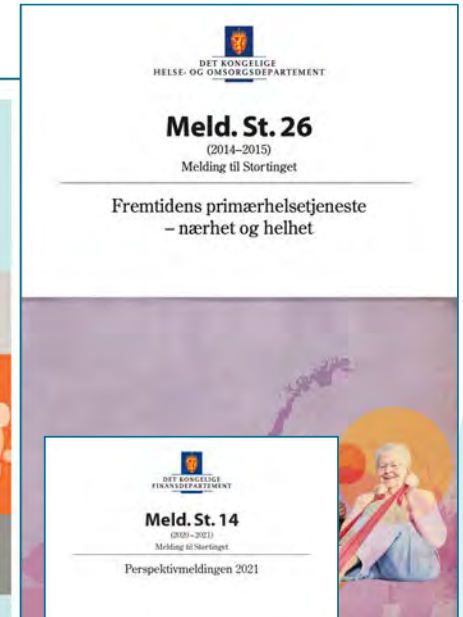 DET KONGELIGE
HELSE- OG OMSORGSDEPARTEMENT
Meld. St. 26
(2014–2015)
Melding til Stortinget
Fremtidens primærhelsetjeneste
– nærhet og helhet
DET KONGELIGE
FINANSDEPARTEMENT
Meld. St. 14
(2020–2021)
Melding til Stortinget
Perspektivmeldingen 2021